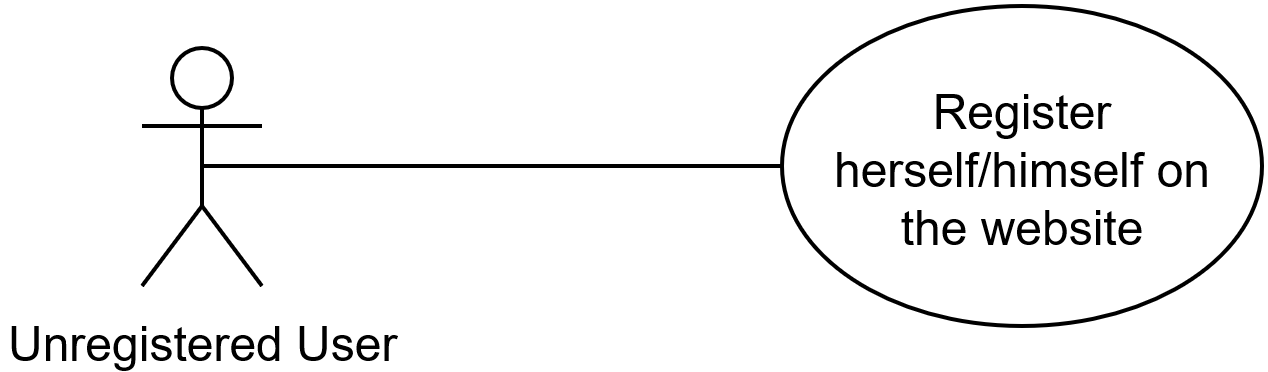 Register
herself/himself on
the website
Unregistered User